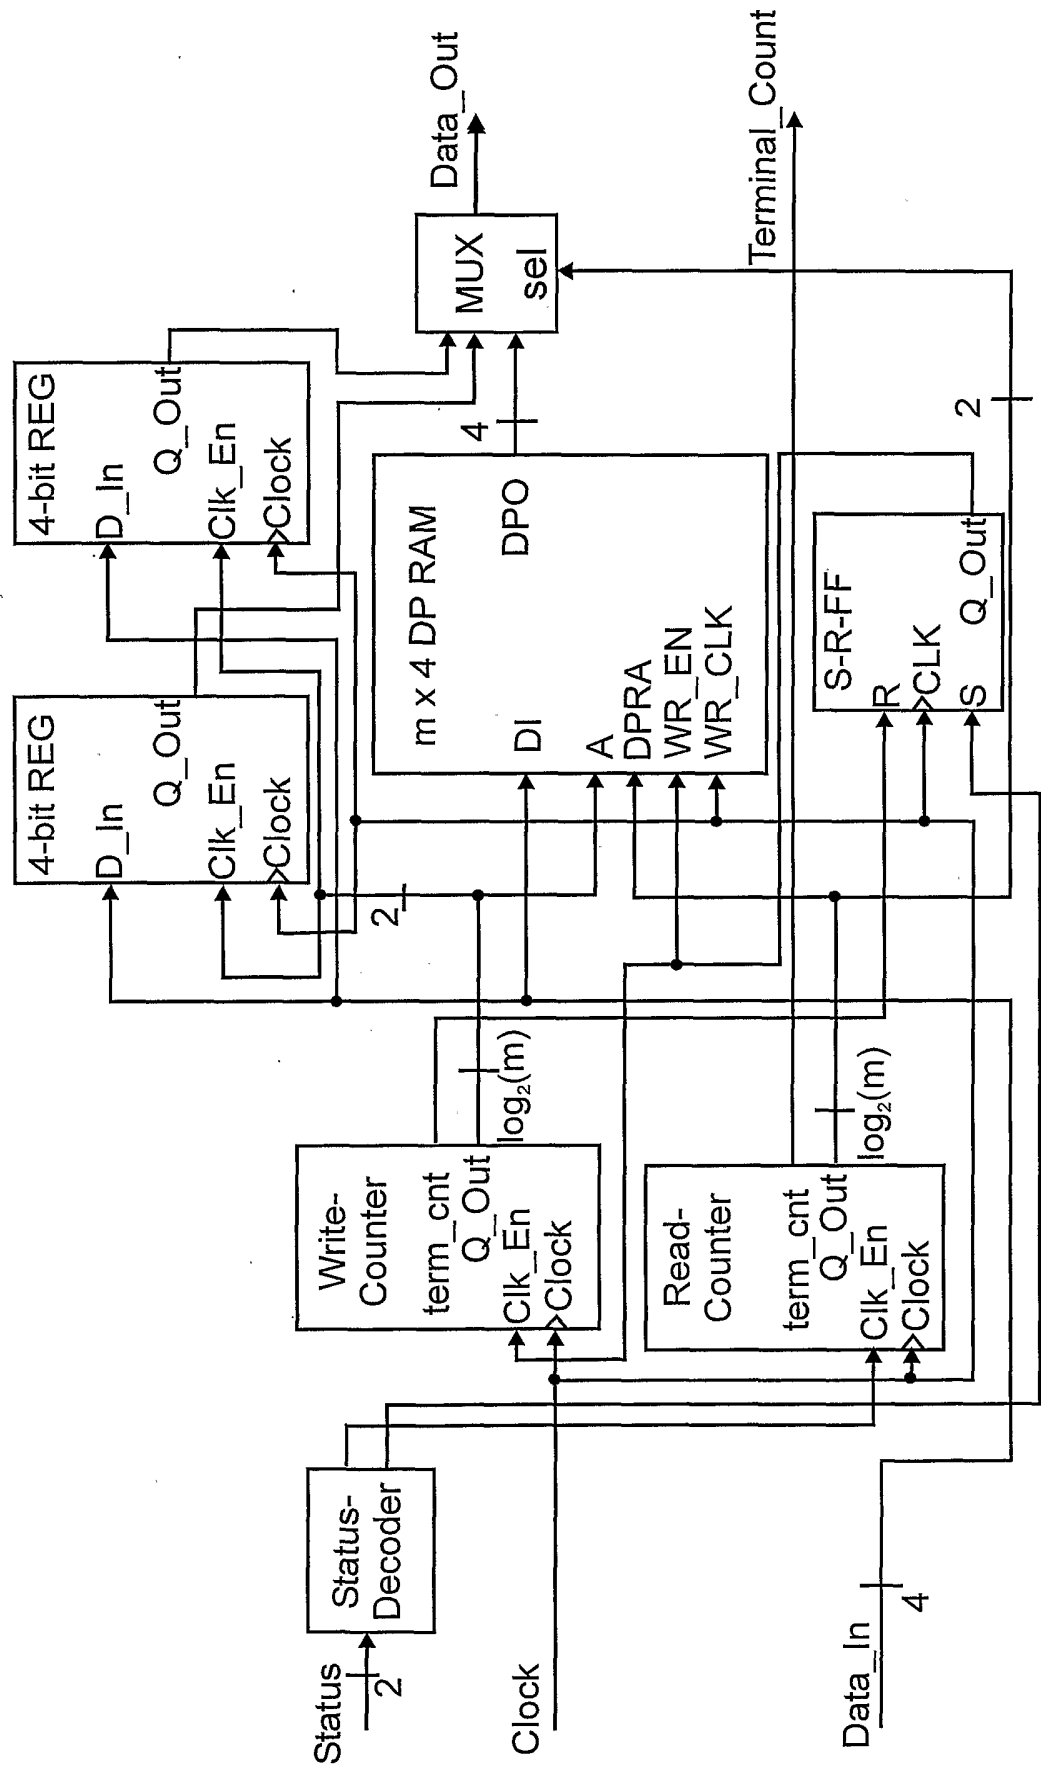 Status
2
Clock
Data_In
4
Status-
Decoder
Write-
Counter
term_cnt
Q_Out
Clk_En
Clock
log₂(m)
Read-
Counter
term_cnt
Q_Out
Clk_En
Clock
log₂(m)
2
4-bit REG
D_In
Q_Out
Clk_En
Clock
4-bit REG
D_In
Q_Out
Clk_En
Clock
m x 4 DP RAM
DI
DPO
A
DPRA
WR_EN
WR_CLK
4
S-R-FF
R
CLK
S
Q_Out
2
MUX
sel
Data_Out
Terminal_Count